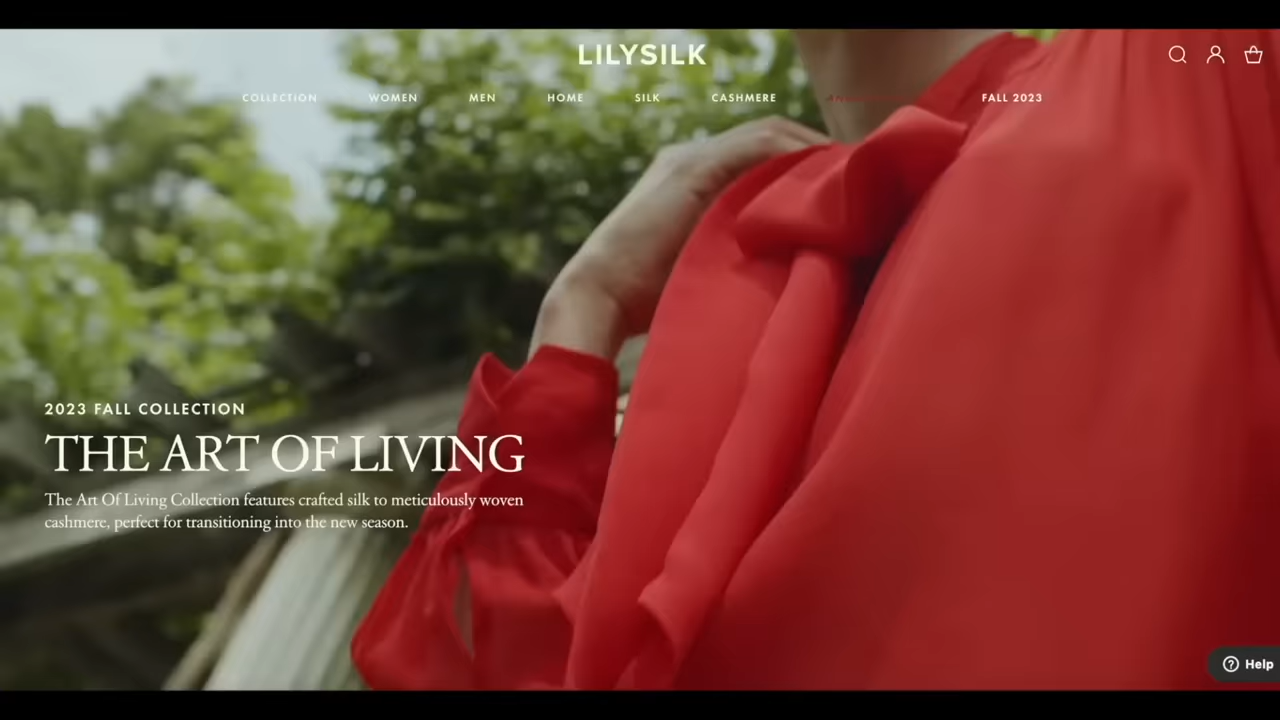 LILYSILK
COLLECTION WOMEN MEN HOME SILK CASHMERE FALL 2023
2023 FALL COLLECTION
THE ART OF LIVING
The Art Of Living Collection features crafted silk to meticulously woven
cashmere, perfect for transitioning into the new season.
Help